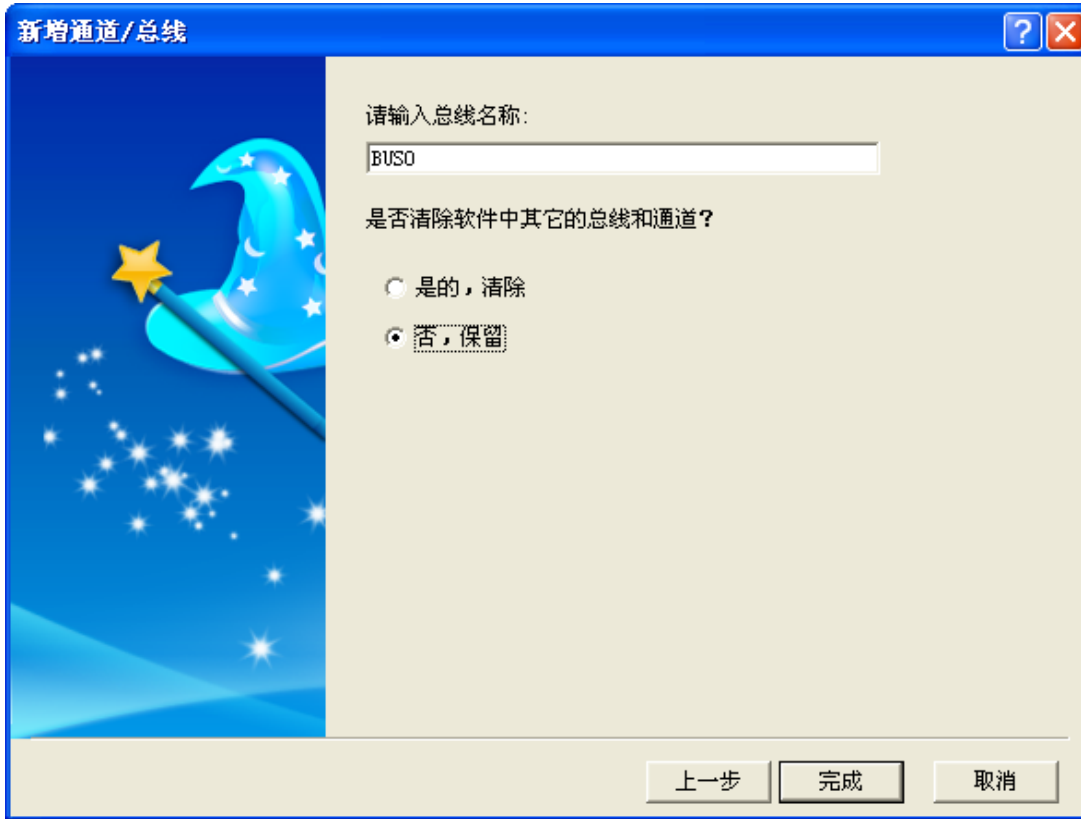 新增通道/总线
请输入总线名称:
BUS0
是否清除软件中其它的总线和通道?
是的，清除
否，保留
上一步
完成
取消